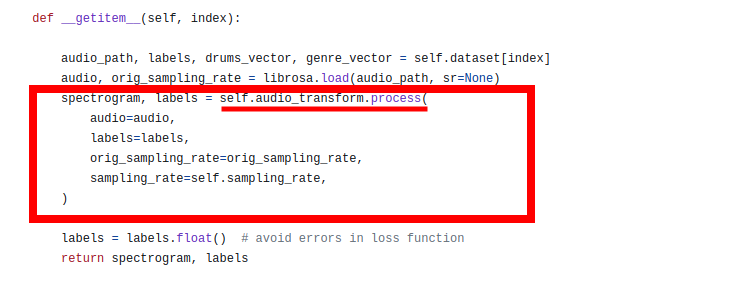 def __getitem__(self, index):
audio_path, labels, drums_vector, genre_vector = self.dataset[index]
audio, orig_sampling_rate = librosa.load(audio_path, sr=None)
spectrogram, labels = self.audio_transform.process(
audio=audio,
labels=labels,
orig_sampling_rate=orig_sampling_rate,
sampling_rate=self.sampling_rate,
)
labels = labels.float()  # avoid errors in loss function
return spectrogram, labels